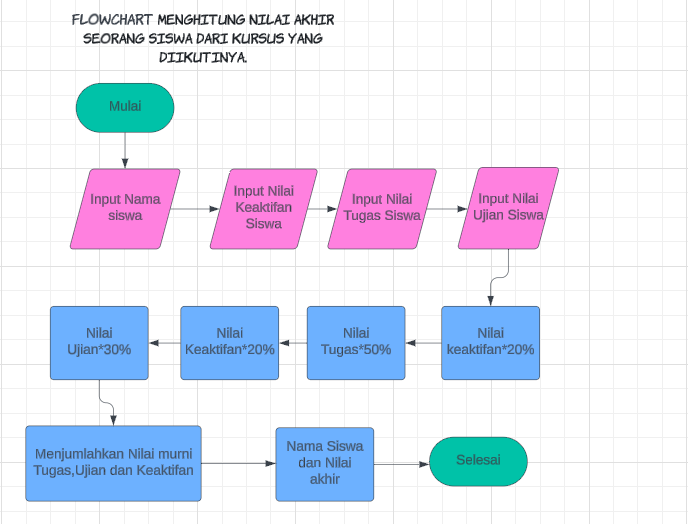 FLOWCHART MENGHITUNG NILAI AKHIR
SEORANG SISWA DARI KURSUS YANG
DIIKUTINYA.
Mulai
Input Nama
siswa
Input Nilai
Keaktifan
Siswa
Input Nilai
Tugas Siswa
Input Nilai
Ujian Siswa
Nilai
keaktifan*20%
Nilai
Tugas*50%
Nilai
Keaktifan*20%
Nilai
Ujian*30%
Menjumlahkan Nilai murni
Tugas,Ujian dan Keaktifan
Nama Siswa
dan Nilai
akhir
Selesai